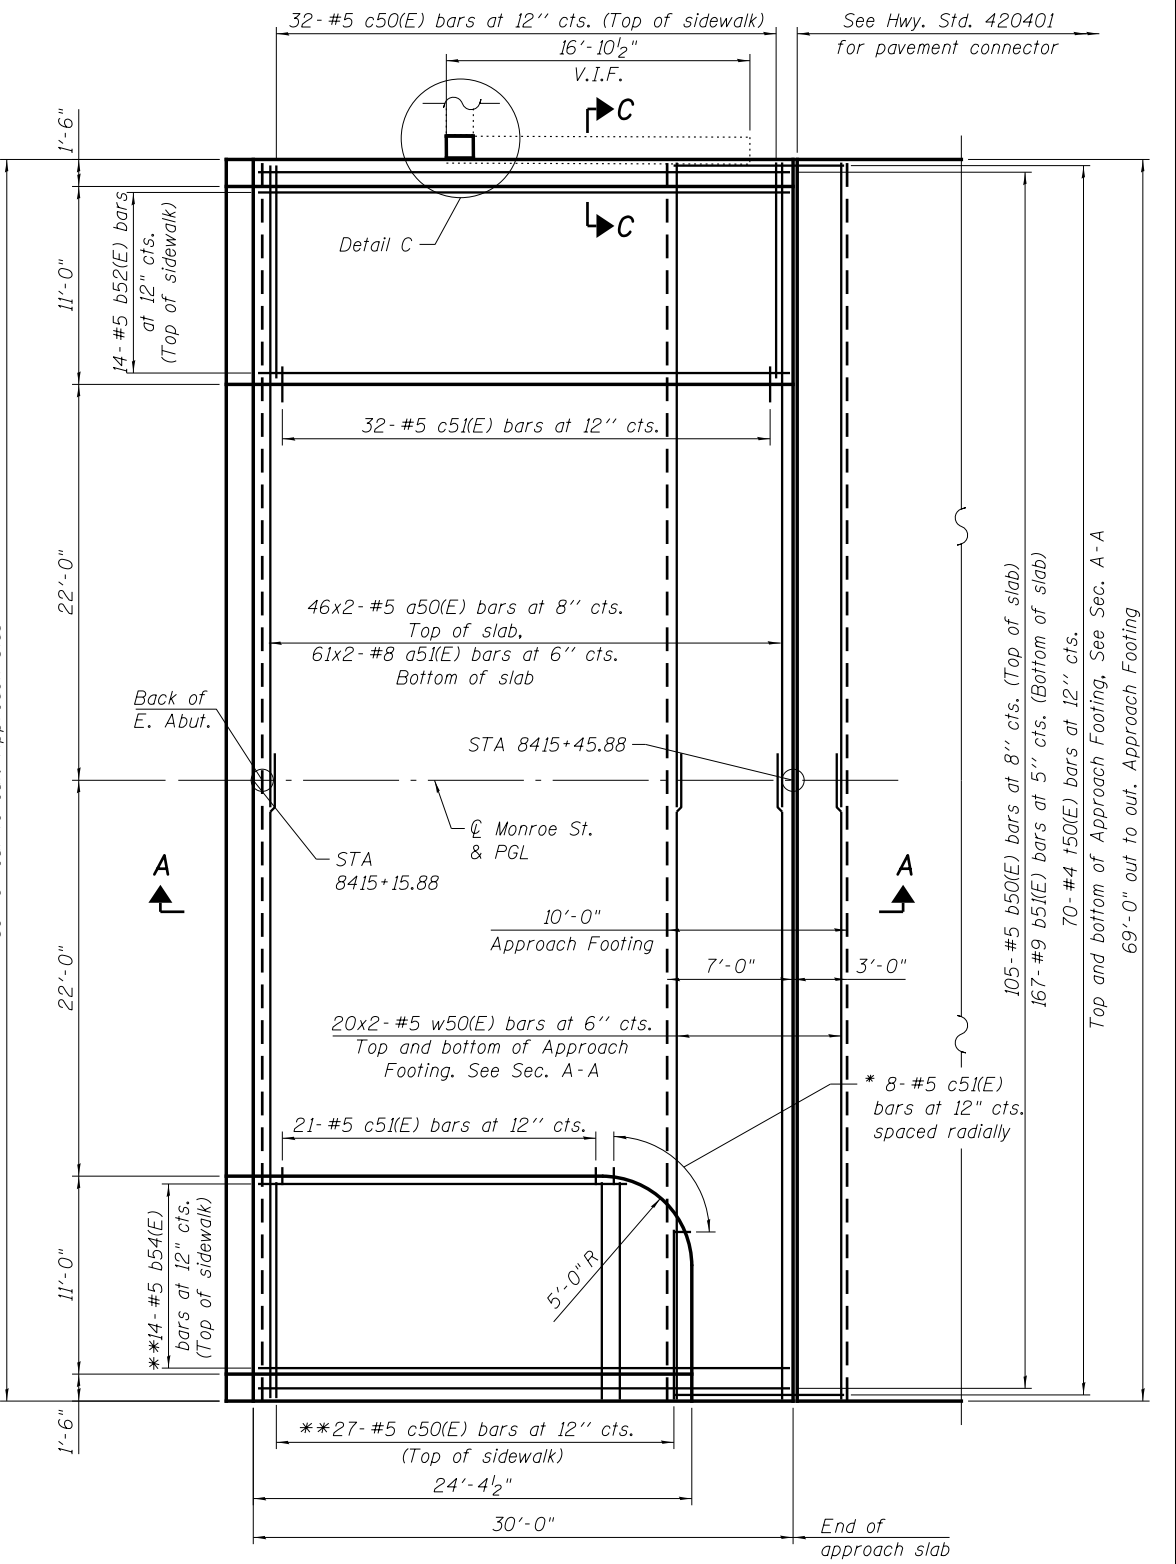 32-#5 c50(E) bars at 12'' cts. (Top of sidewalk)
See Hwy. Std. 420401
for pavement connector
16'-10 1/2"
V.I.F.
C
C
Detail C
1'-6"
11'-0"
14-#5 b52(E) bars
at 12" cts.
(Top of sidewalk)
32-#5 c51(E) bars at 12'' cts.
22'-0"
46x2-#5 a50(E) bars at 8'' cts.
Top of slab,
61x2-#8 a51(E) bars at 6'' cts.
Bottom of slab
Back of
E. Abut.
STA 8415+45.88
℄ Monroe St.
& PGL
STA
8415+15.88
A
A
10'-0"
Approach Footing
7'-0"
3'-0"
22'-0"
20x2-#5 w50(E) bars at 6'' cts.
Top and bottom of Approach
Footing. See Sec. A-A
* 8-#5 c51(E)
bars at 12" cts.
spaced radially
21-#5 c51(E) bars at 12'' cts.
5'-0" R
11'-0"
**14-#5 b54(E)
bars at 12" cts.
(Top of sidewalk)
1'-6"
**27-#5 c50(E) bars at 12'' cts.
(Top of sidewalk)
24'-4 1/2"
30'-0"
End of
approach slab
105-#5 b50(E) bars at 8'' cts. (Top of slab)
167-#9 b51(E) bars at 5'' cts. (Bottom of slab)
70-#4 t50(E) bars at 12'' cts.
Top and bottom of Approach Footing, See Sec. A-A
69'-0" out to out. Approach Footing